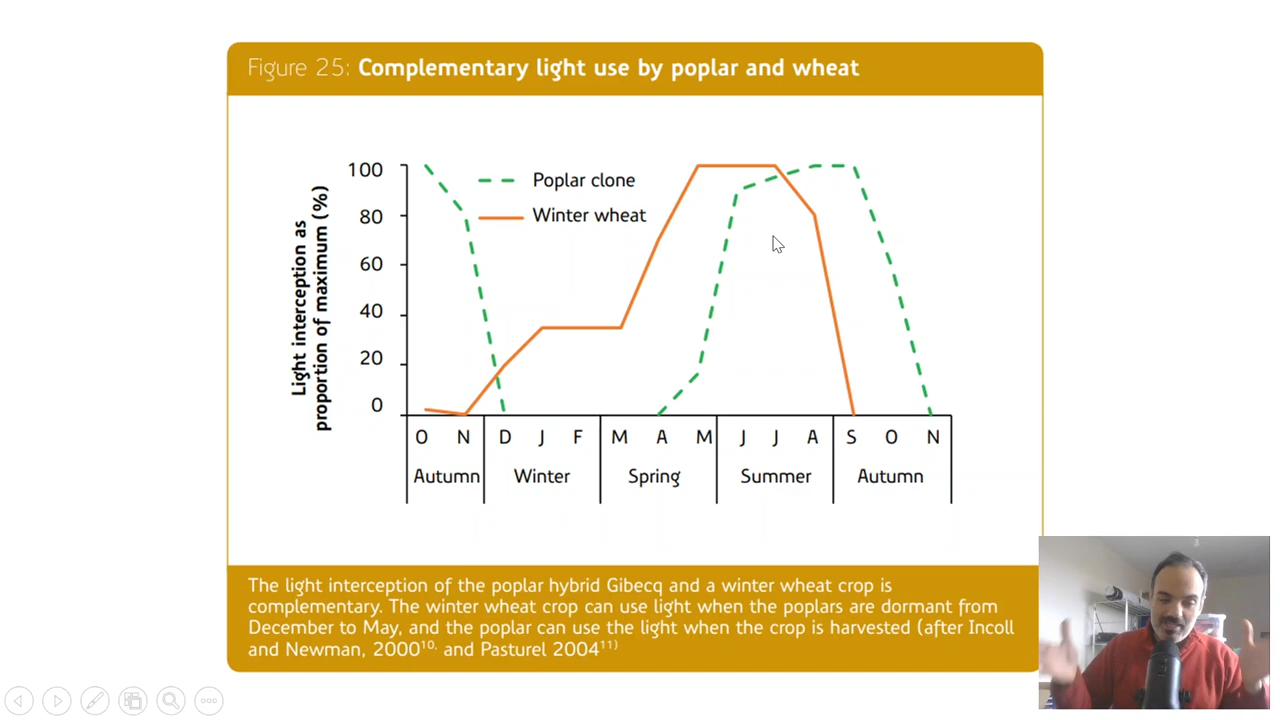 Figure 25: Complementary light use by poplar and wheat
Light interception as
proportion of maximum (%)
100
80
60
40
20
0
Poplar clone
Winter wheat
O N D J F M A M J J A S O N
Autumn Winter Spring Summer Autumn
The light interception of the poplar hybrid Gibecq and a winter wheat crop is
complementary. The winter wheat crop can use light when the poplars are dormant from
December to May, and the poplar can use the light when the crop is harvested (after Incoll
and Newman, 2000¹⁰, and Pasturel 2004¹¹⁾